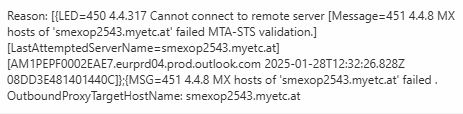 Reason: [{LED=450 4.4.317 Cannot connect to remote server [Message=451 4.4.8 MX
hosts of 'smexop2543.myetc.at' failed MTA-STS validation.]
[LastAttemptedServerName=smexop2543.myetc.at]
[AM1PEPF0002EAE7.eurprd04.prod.outlook.com 2025-01-28T12:32:26.828Z
08DD3E481401440C]};{MSG=451 4.4.8 MX hosts of 'smexop2543.myetc.at' failed .
OutboundProxyTargetHostName: smexop2543.myetc.at